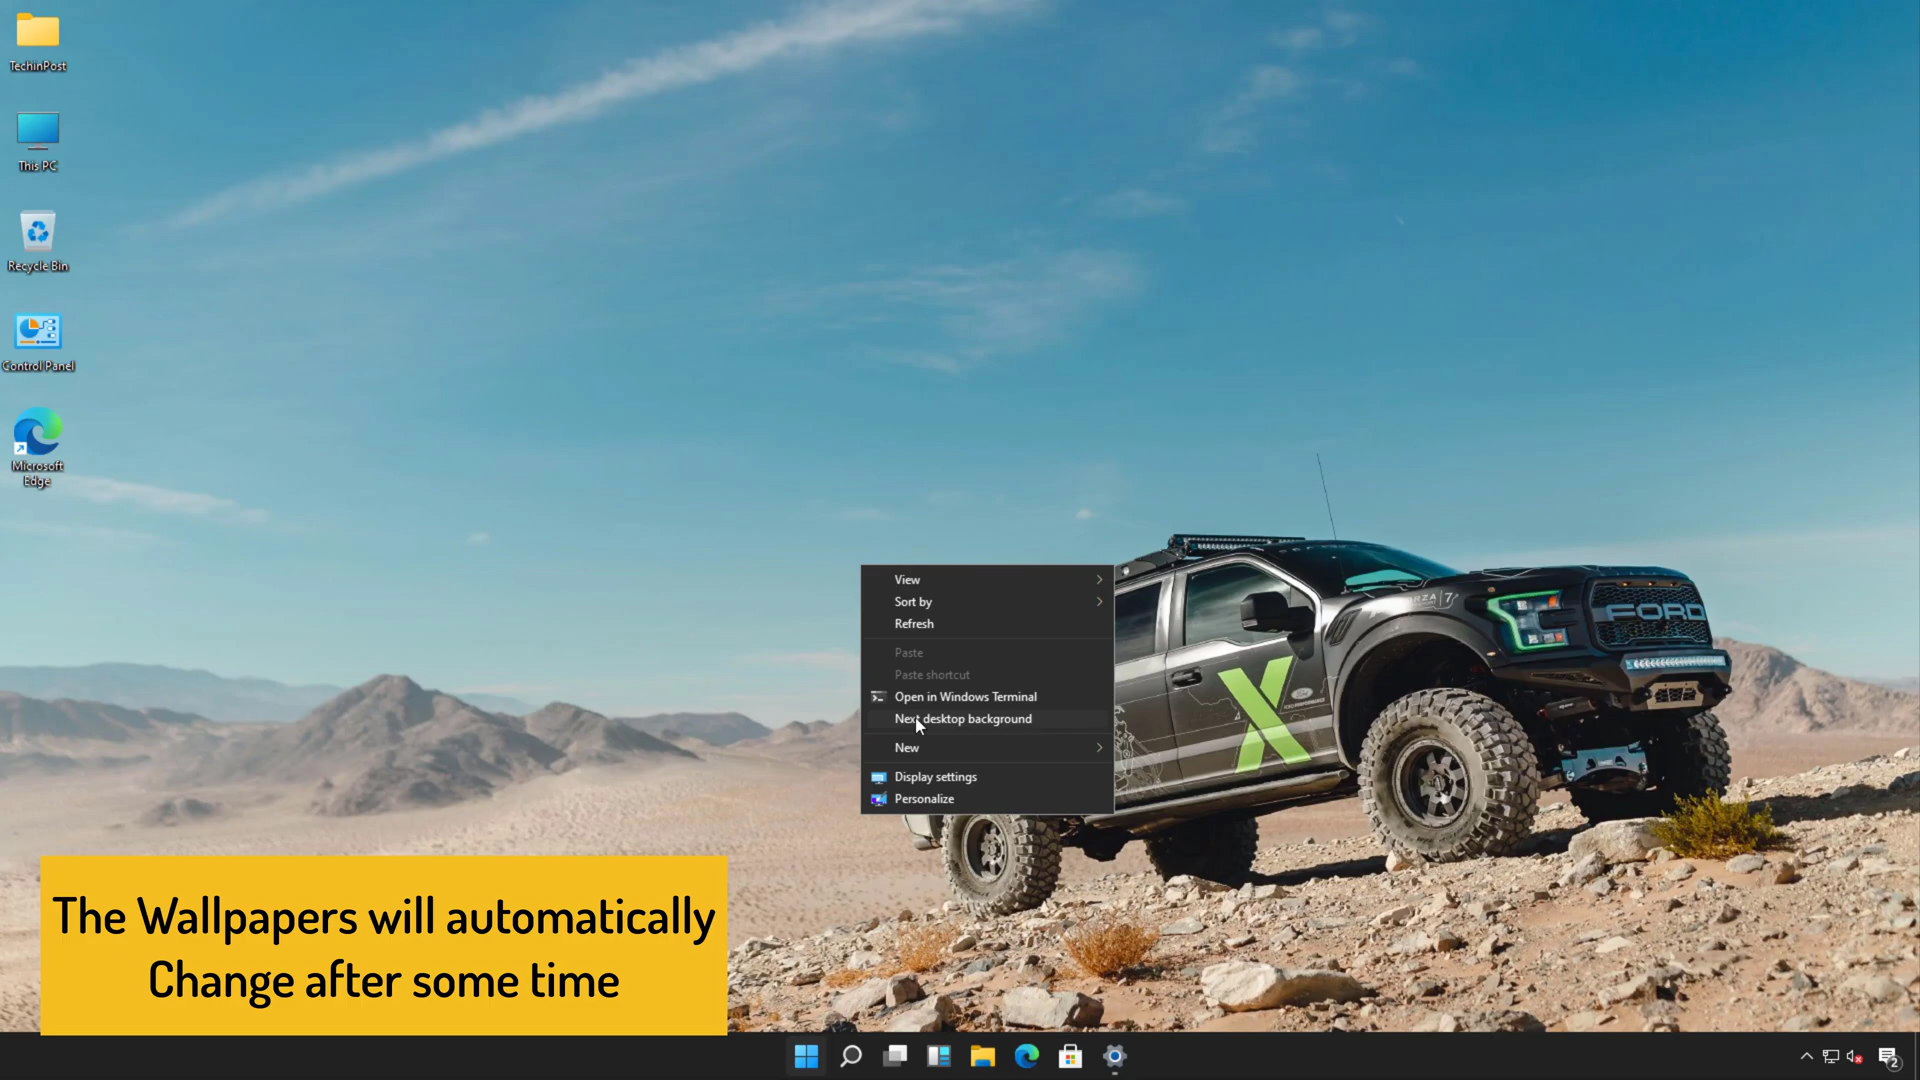 TechinPost
This PC
Recycle Bin
Control Panel
Microsoft
Edge
View
Sort by
Refresh
Paste
Paste shortcut
Open in Windows Terminal
Next desktop background
New
Display settings
Personalize
FORD
X
The Wallpapers will automatically
Change after some time
2